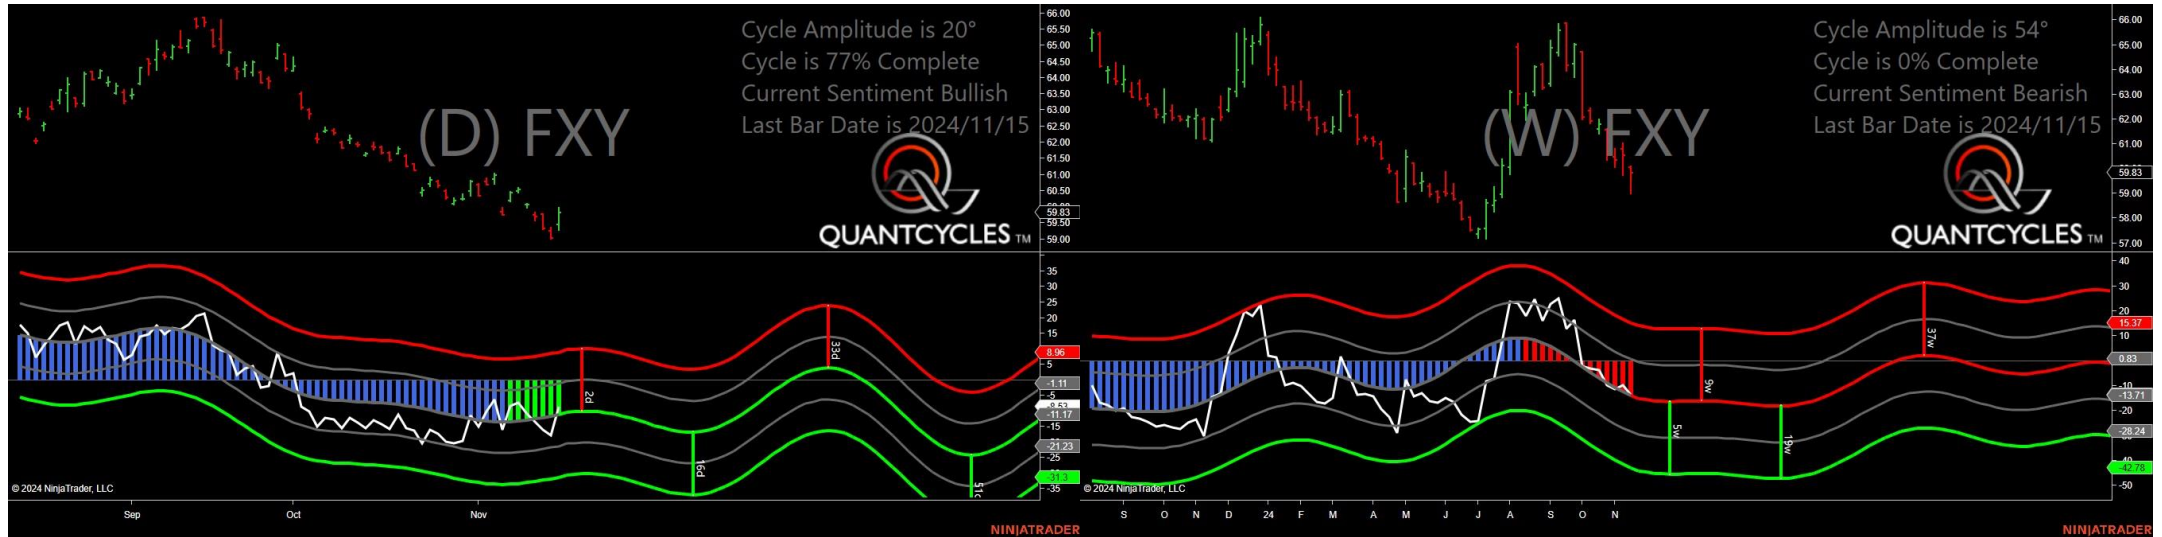 Cycle Amplitude is 20°
Cycle is 77% Complete
Current Sentiment Bullish
Last Bar Date is 2024/11/15
(D) FXY
QUANTCYCLES TM
66.00
65.50
65.00
64.50
64.00
63.50
63.00
62.50
62.00
61.50
61.00
60.50
59.83
59.50
59.00
35
30
25
20
15
8.96
5
-1.11
-5
-8.53
-11.17
-15
-21.23
-25
-31.3
-35
2d
16d
33d
© 2024 NinjaTrader, LLC
Sep Oct Nov
NINJATRADER
Cycle Amplitude is 54°
Cycle is 0% Complete
Current Sentiment Bearish
Last Bar Date is 2024/11/15
(W) FXY
QUANTCYCLES TM
66.00
65.00
64.00
63.00
62.00
61.00
59.83
59.00
58.00
57.00
40
30
20
15.37
10
0.83
-10
-13.71
-20
-28.24
-40
-42.78
-50
5w
9w
19w
37w
© 2024 NinjaTrader, LLC
S O N D 24 F M A M J J A S O N
NINJATRADER